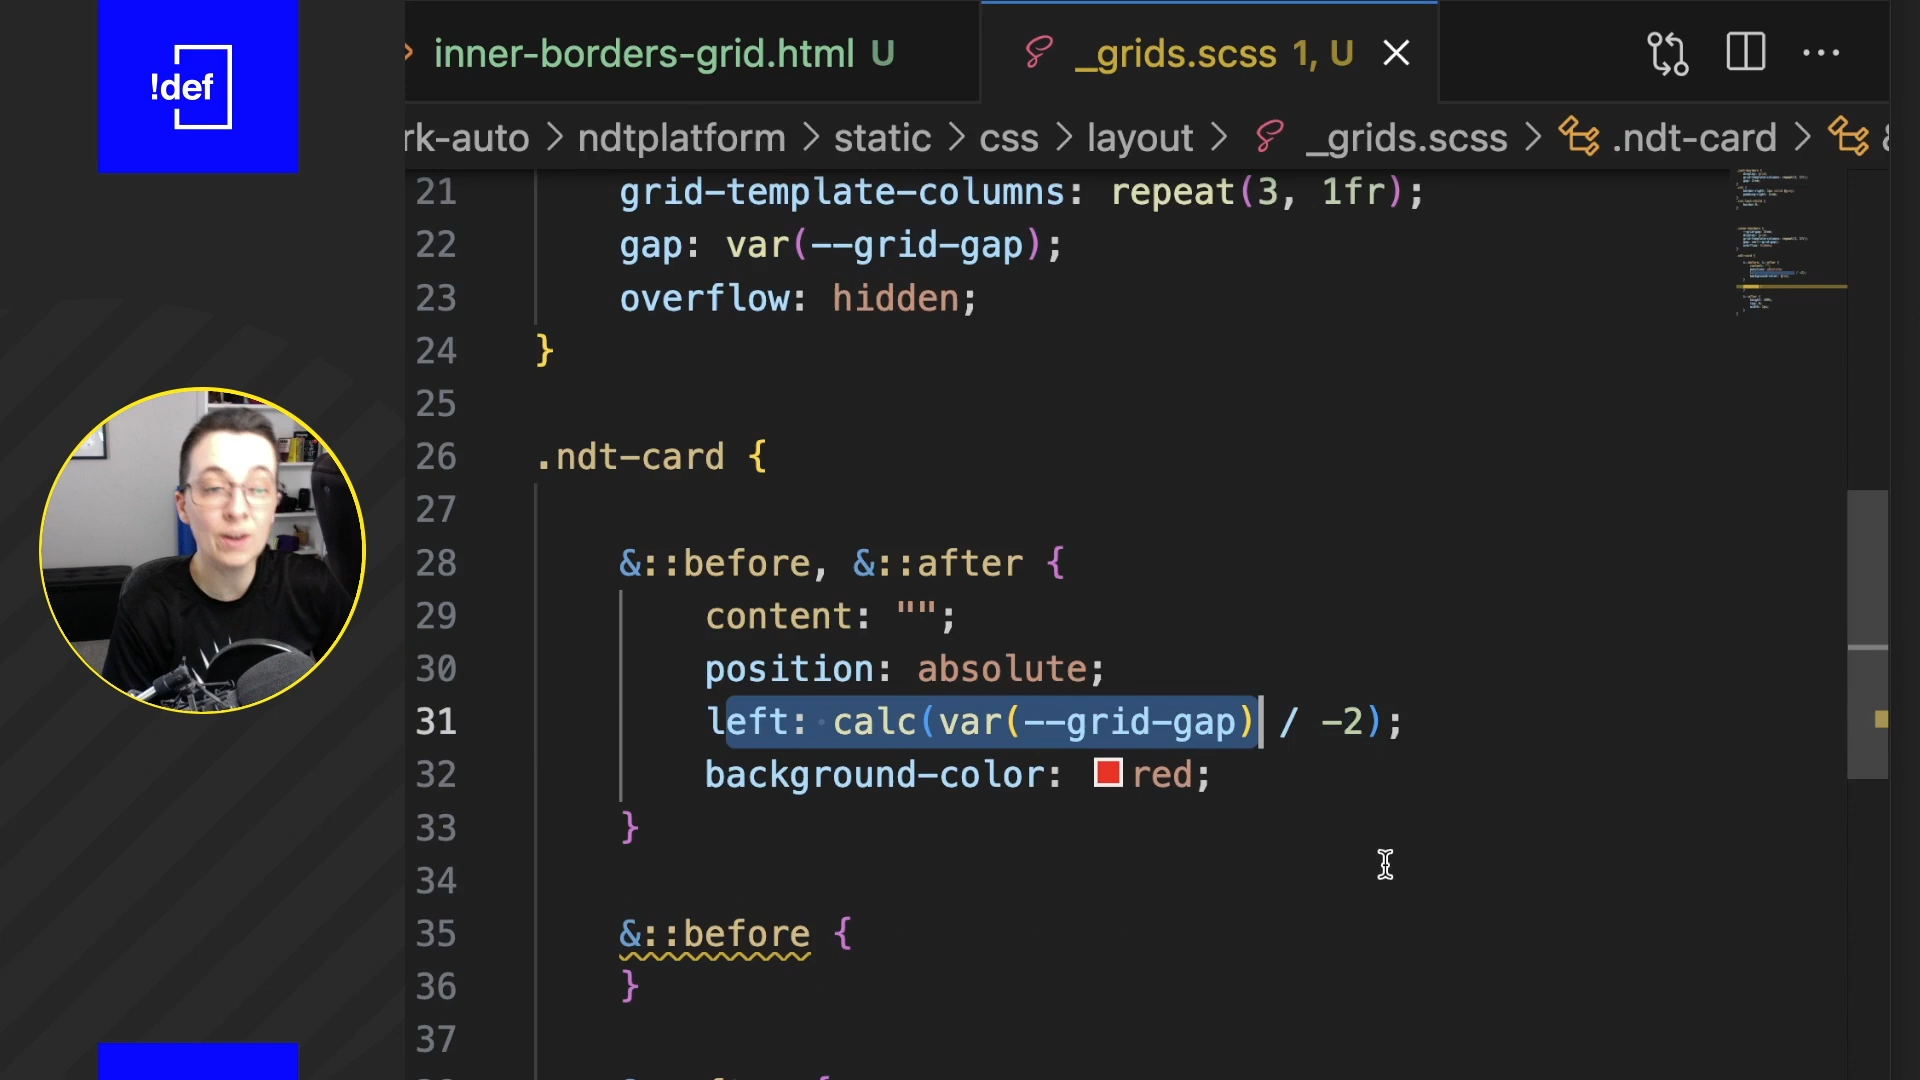 !def
inner-borders-grid.html U
_grids.scss 1, U
rk-auto > ndtplatform > static > css > layout > _grids.scss > .ndt-card >
21 grid-template-columns: repeat(3, 1fr);
22 gap: var(--grid-gap);
23 overflow: hidden;
24 }
25
26 .ndt-card {
27
28 &::before, &::after {
29 content: "";
30 position: absolute;
31 left: calc(var(--grid-gap) / -2);
32 background-color: red;
33 }
34
35 &::before {
36 }
37